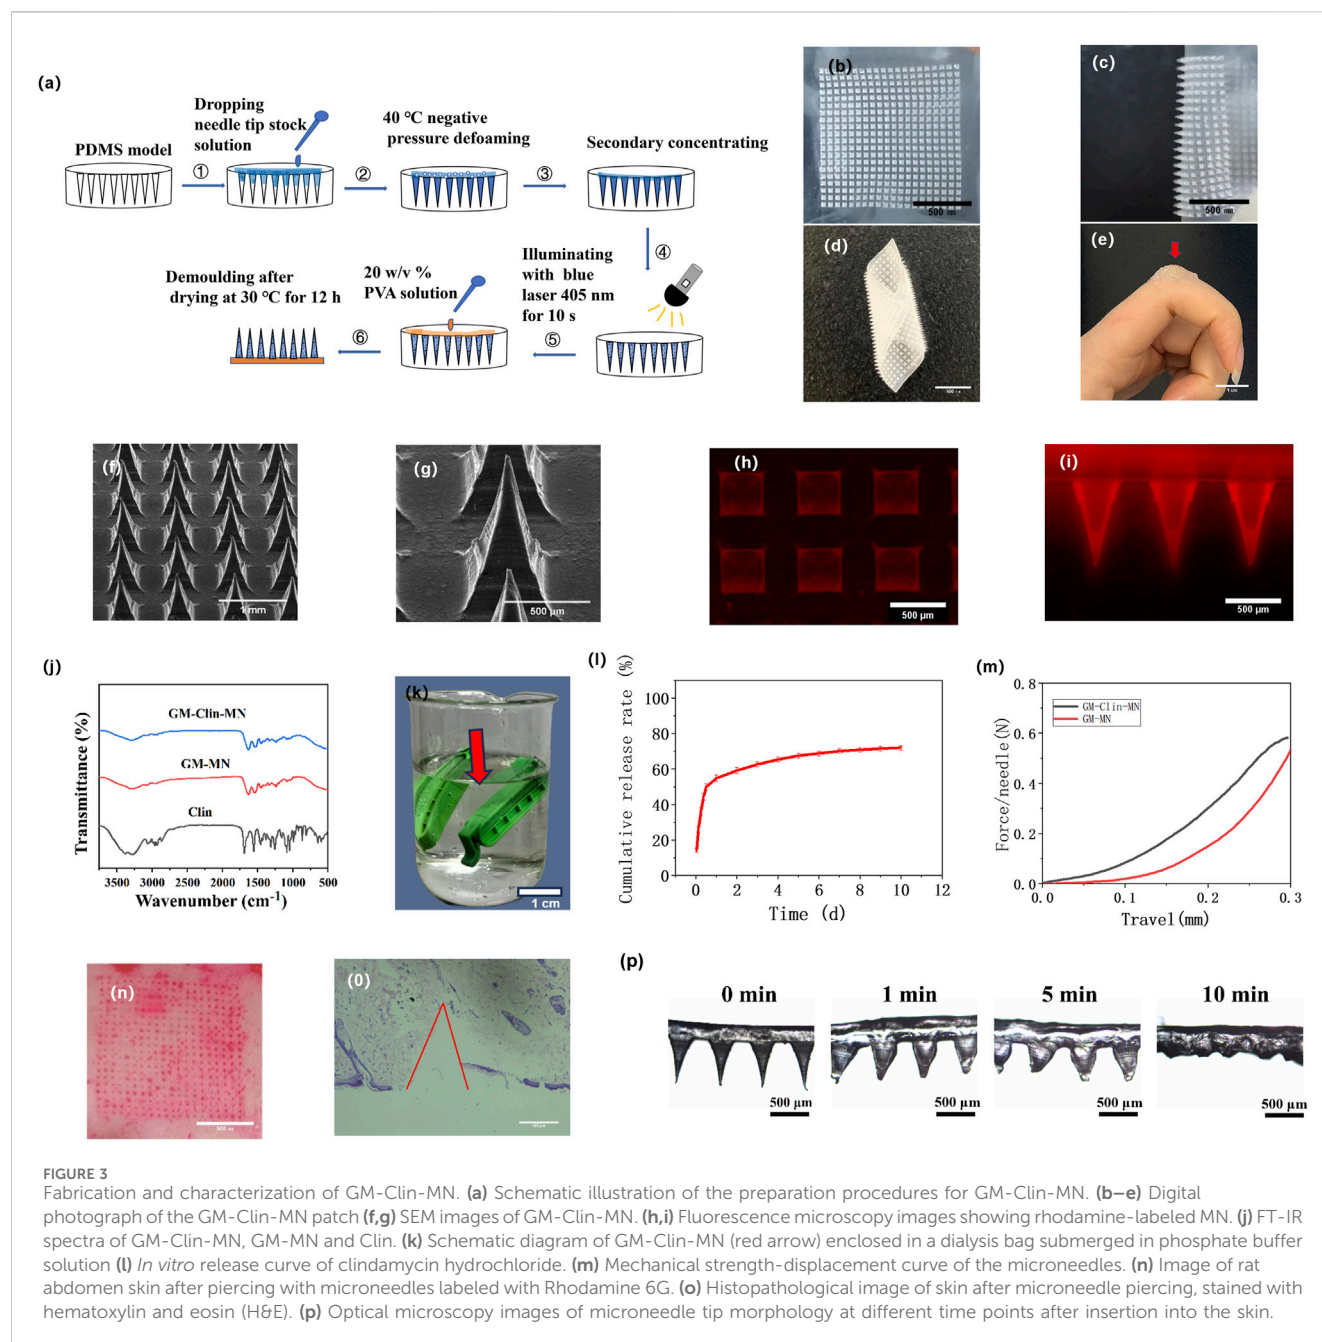 (a)
PDMS model
①
Dropping
needle tip stock
solution
②
40 °C negative
pressure defoaming
③
Secondary concentrating
④
Illuminating
with blue
laser 405 nm
for 10 s
⑤
20 w/v %
PVA solution
⑥
Demoulding after
drying at 30 °C for 12 h
(b)
500 mm
(c)
500 mm
(d)
(e)
1 cm
(f)
1 mm
(g)
500 μm
(h)
500 μm
(i)
500 μm
(j)
Transmittance (%)
GM-Clin-MN
GM-MN
Clin
3500 3000 2500 2000 1500 1000 500
Wavenumber (cm-1)
(k)
1 cm
(l)
Cumulative release rate (%)
100
80
60
40
20
0
0 2 4 6 8 10 12
Time (d)
(m)
Force/needle(N)
0.8
0.6
0.4
0.2
0.0
GM-Clin-MN
GM-MN
0.0 0.1 0.2 0.3
Travel(mm)
(n)
(0)
(p)
0 min 1 min 5 min 10 min
500 μm 500 μm 500 μm 500 μm
FIGURE 3
Fabrication and characterization of GM-Clin-MN. (a) Schematic illustration of the preparation procedures for GM-Clin-MN. (b–e) Digital
photograph of the GM-Clin-MN patch (f,g) SEM images of GM-Clin-MN. (h,i) Fluorescence microscopy images showing rhodamine-labeled MN. (j) FT-IR
spectra of GM-Clin-MN, GM-MN and Clin. (k) Schematic diagram of GM-Clin-MN (red arrow) enclosed in a dialysis bag submerged in phosphate buffer
solution (l) In vitro release curve of clindamycin hydrochloride. (m) Mechanical strength-displacement curve of the microneedles. (n) Image of rat
abdomen skin after piercing with microneedles labeled with Rhodamine 6G. (o) Histopathological image of skin after microneedle piercing, stained with
hematoxylin and eosin (H&E). (p) Optical microscopy images of microneedle tip morphology at different time points after insertion into the skin.